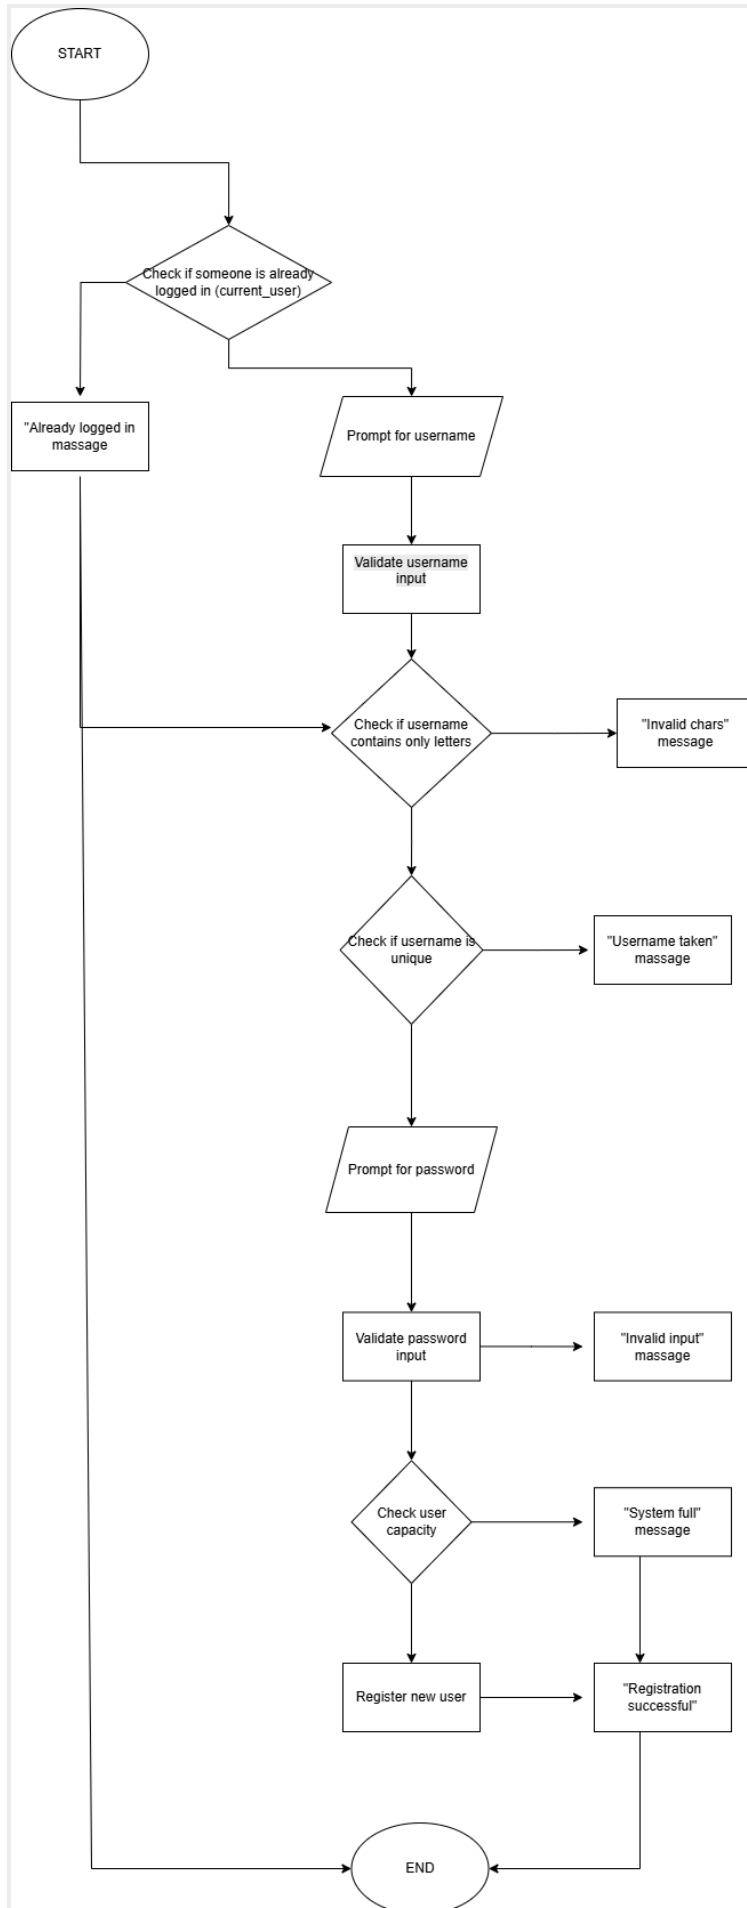 START
Check if someone is already
logged in (current_user)
"Already logged in
massage
Prompt for username
Validate username
input
Check if username
contains only letters
"Invalid chars"
message
Check if username is
unique
"Username taken"
massage
Prompt for password
Validate password
input
"Invalid input"
massage
Check user
capacity
"System full"
message
Register new user
"Registration
successful"
END